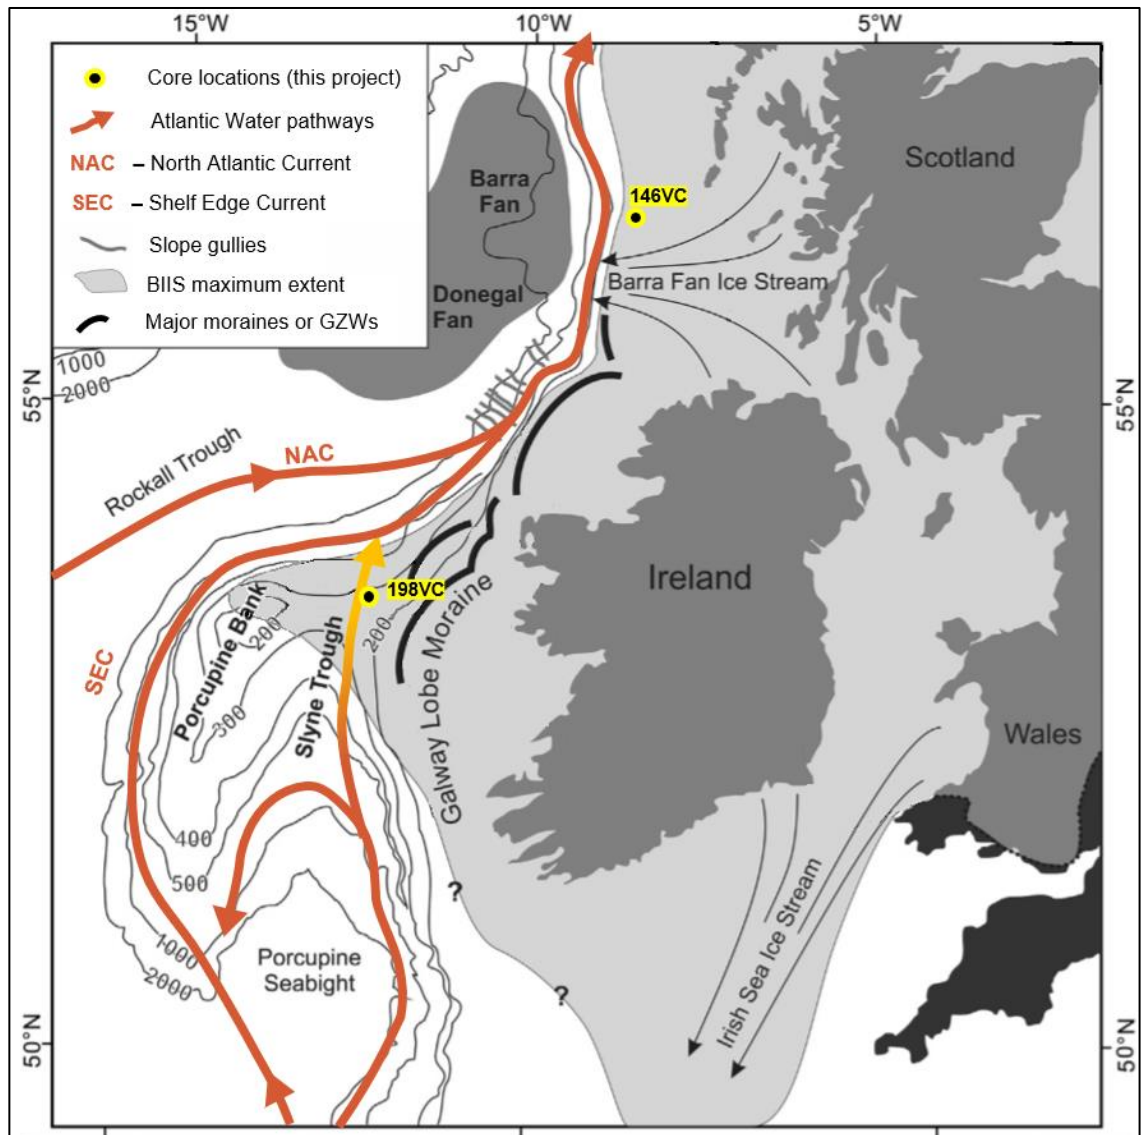 15°W
10°W
5°W
Core locations (this project)
Atlantic Water pathways
NAC – North Atlantic Current
SEC – Shelf Edge Current
Slope gullies
BIIS maximum extent
Major moraines or GZWs
Barra
Fan
146VC
Scotland
Barra Fan Ice Stream
Donegal
Fan
1000
2000
55°N
55°N
NAC
Rockall Trough
198VC
Ireland
Porcupine Bank
200
200
Slyne Trough
Galway Lobe Moraine
SEC
300
Wales
400
500
?
1000
2000
Porcupine
Seabight
?
Irish Sea Ice Stream
50°N
50°N